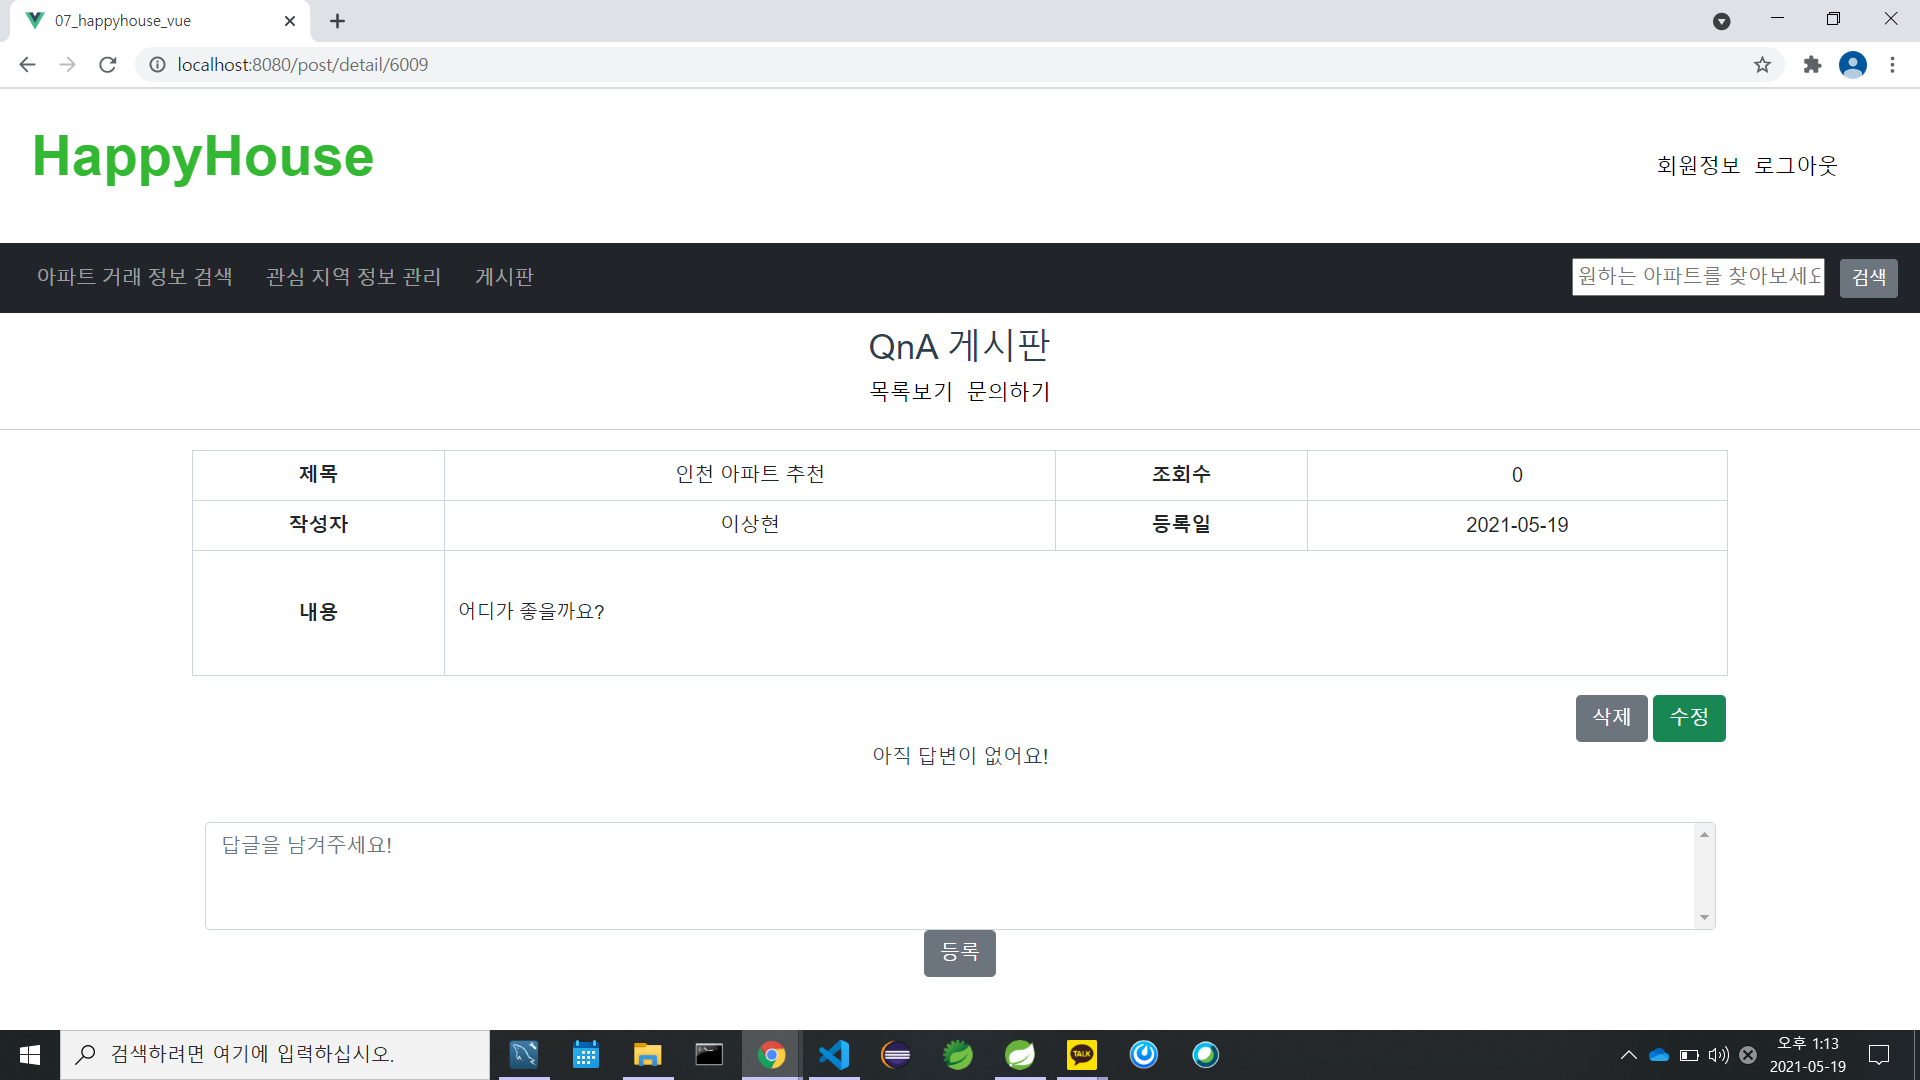 07_happyhouse_vue
localhost:8080/post/detail/6009
HappyHouse
회원정보 로그아웃
아파트 거래 정보 검색 관심 지역 정보 관리 게시판
원하는 아파트를 찾아보세요 검색
QnA 게시판
목록보기 문의하기
제목 인천 아파트 추천 조회수 0
작성자 이상현 등록일 2021-05-19
내용 어디가 좋을까요?
삭제 수정
아직 답변이 없어요!
답글을 남겨주세요!
등록
검색하려면 여기에 입력하십시오.
TALK
오후 1:13
2021-05-19